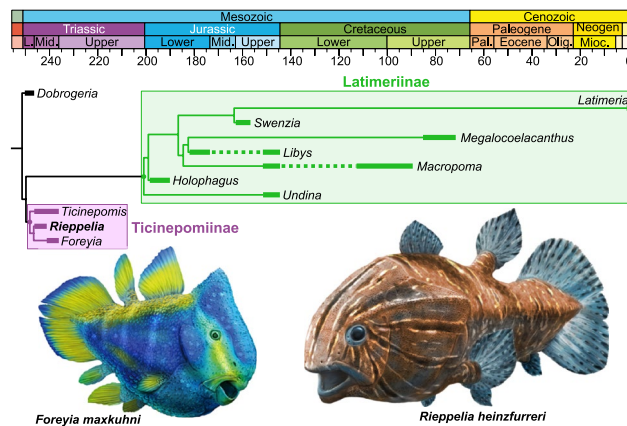 Mesozoic Cenozoic
Triassic Jurassic Cretaceous Paleogene Neogen
L. Mid. Upper Lower Mid. Upper Lower Upper Pal. Eocene Olig. Mioc.
240 220 200 180 160 140 120 100 80 60 40 20 0
Latimeriinae
Dobrogeria
Latimeria
Swenzia
Megalocoelacanthus
Libys
Macropoma
Holophagus
Undina
Ticinepomis
Rieppelia
Foreyia
Ticinepomiinae
Foreyia maxkuhni
Rieppelia heinzfurreri